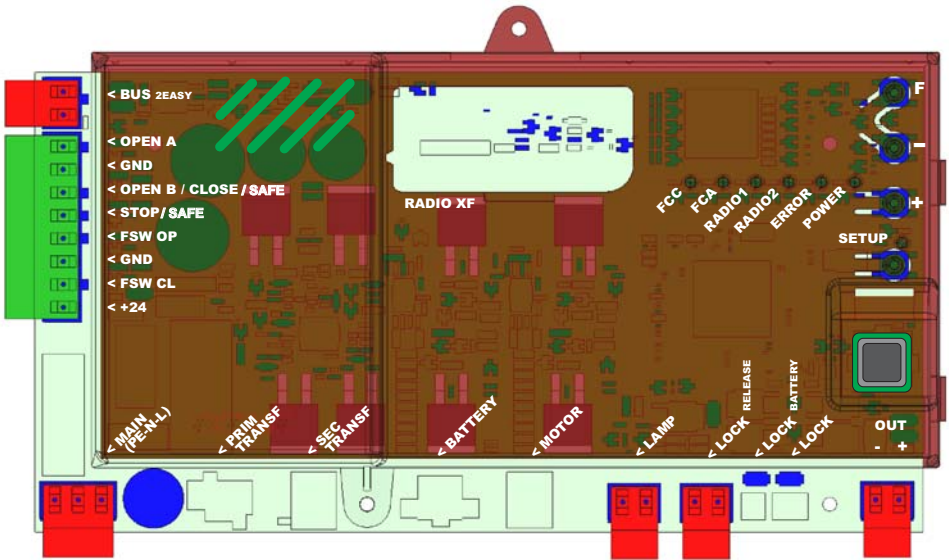 < BUS 2EASY
< OPEN A
< GND
< OPEN B / CLOSE / SAFE
< STOP / SAFE
< FSW OP
< GND
< FSW CL
< +24
RADIO XF
FCC
FCA
RADIO1
RADIO2
ERROR
POWER
F
-
+
SETUP
< MAIN
(PE-N-L)
< PRIM
TRANSF
< SEC
TRANSF
< BATTERY
< MOTOR
< LAMP
< LOCK RELEASE
< LOCK BATTERY
< LOCK
OUT
- +